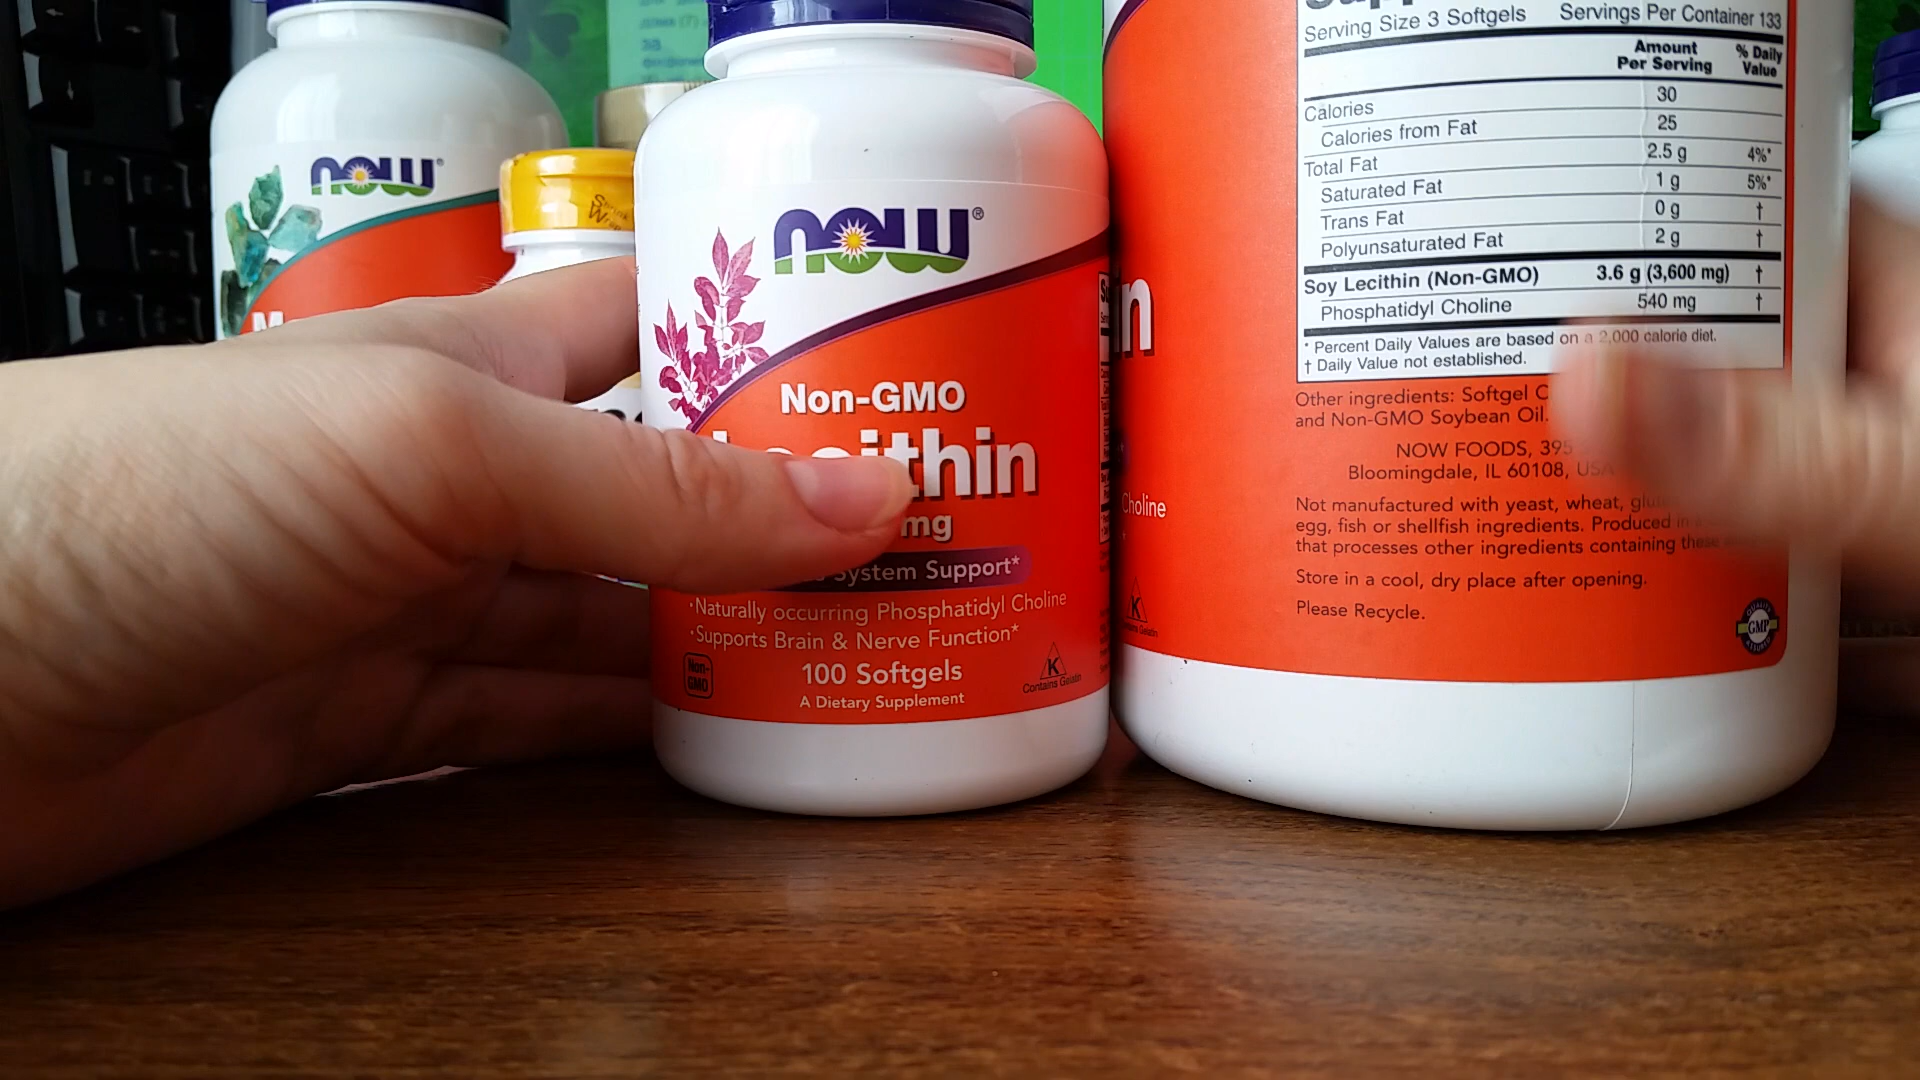 now®
Shrink
Wrap
now®
Non-GMO
mg
System Support*
·Naturally occurring Phosphatidyl Choline
·Supports Brain & Nerve Function*
Non-
GMO
100 Softgels
A Dietary Supplement
K
Contains Gelatin
in
Choline
K
Serving Size 3 Softgels Servings Per Container 133
Amount Per Serving % Daily Value
Calories 30
Calories from Fat 25
Total Fat 2.5 g 4%*
Saturated Fat 1 g 5%*
Trans Fat 0 g †
Polyunsaturated Fat 2 g †
Soy Lecithin (Non-GMO) 3.6 g (3,600 mg) †
Phosphatidyl Choline 540 mg †
* Percent Daily Values are based on a 2,000 calorie diet.
† Daily Value not established.
Other ingredients: Softgel
and Non-GMO Soybean Oil.
NOW FOODS, 395
Bloomingdale, IL 60108, USA
Not manufactured with yeast, wheat,
egg, fish or shellfish ingredients. Produced in
that processes other ingredients containing these
Store in a cool, dry place after opening.
Please Recycle.
QUALITY
GMP
ASSURED